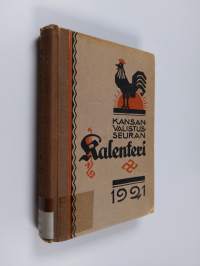 KANSAN
VALISTUS-
SEURAN
Kalenteri
1921